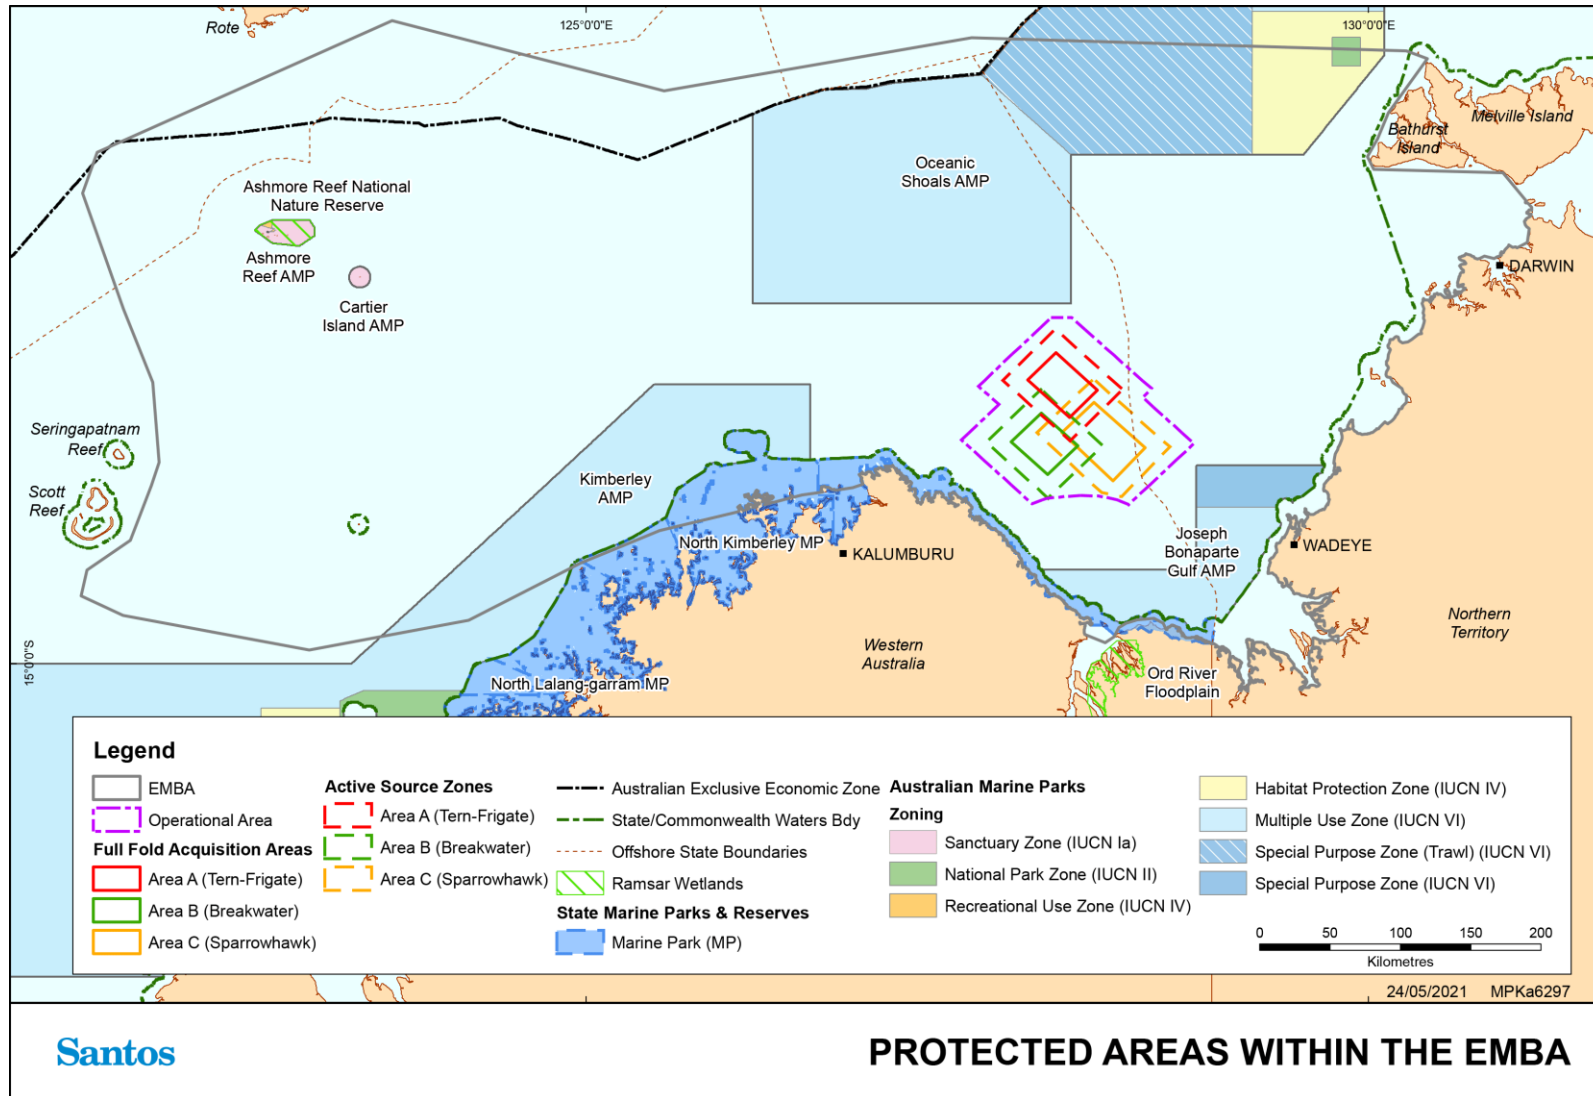 125°0'0"E
130°0'0"E
Rote
Melville Island
Bathurst
Island
Oceanic
Shoals AMP
Ashmore Reef National
Nature Reserve
Ashmore
Reef AMP
DARWIN
Cartier
Island AMP
Seringapatnam
Reef
Scott
Reef
Kimberley
AMP
North Kimberley MP
KALUMBURU
Joseph
Bonaparte
Gulf AMP
WADEYE
Northern
Territory
Western
Australia
15°0'0"S
North Lalang-garram MP
Ord River
Floodplain
Legend
EMBA
Operational Area
Full Fold Acquisition Areas
Area A (Tern-Frigate)
Area B (Breakwater)
Area C (Sparrowhawk)
Active Source Zones
Area A (Tern-Frigate)
Area B (Breakwater)
Area C (Sparrowhawk)
Australian Exclusive Economic Zone
State/Commonwealth Waters Bdy
Offshore State Boundaries
Ramsar Wetlands
State Marine Parks & Reserves
Marine Park (MP)
Australian Marine Parks
Zoning
Sanctuary Zone (IUCN Ia)
National Park Zone (IUCN II)
Recreational Use Zone (IUCN IV)
Habitat Protection Zone (IUCN IV)
Multiple Use Zone (IUCN VI)
Special Purpose Zone (Trawl) (IUCN VI)
Special Purpose Zone (IUCN VI)
0 50 100 150 200
Kilometres
24/05/2021 MPKa6297
Santos
PROTECTED AREAS WITHIN THE EMBA